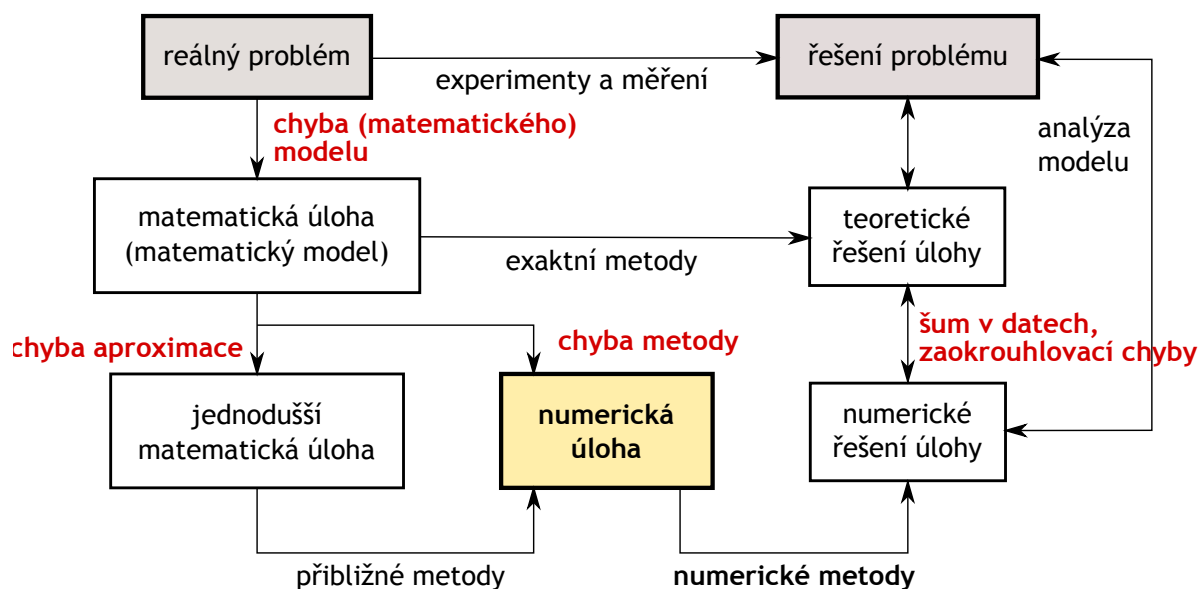 reálný problém
řešení problému
experimenty a měření
chyba (matematického)
modelu
analýza
modelu
matematická úloha
(matematický model)
teoretické
řešení úlohy
exaktní metody
chyba aproximace
chyba metody
šum v datech,
zaokrouhlovací chyby
jednodušší
matematická úloha
numerická
úloha
numerické
řešení úlohy
přibližné metody
numerické metody